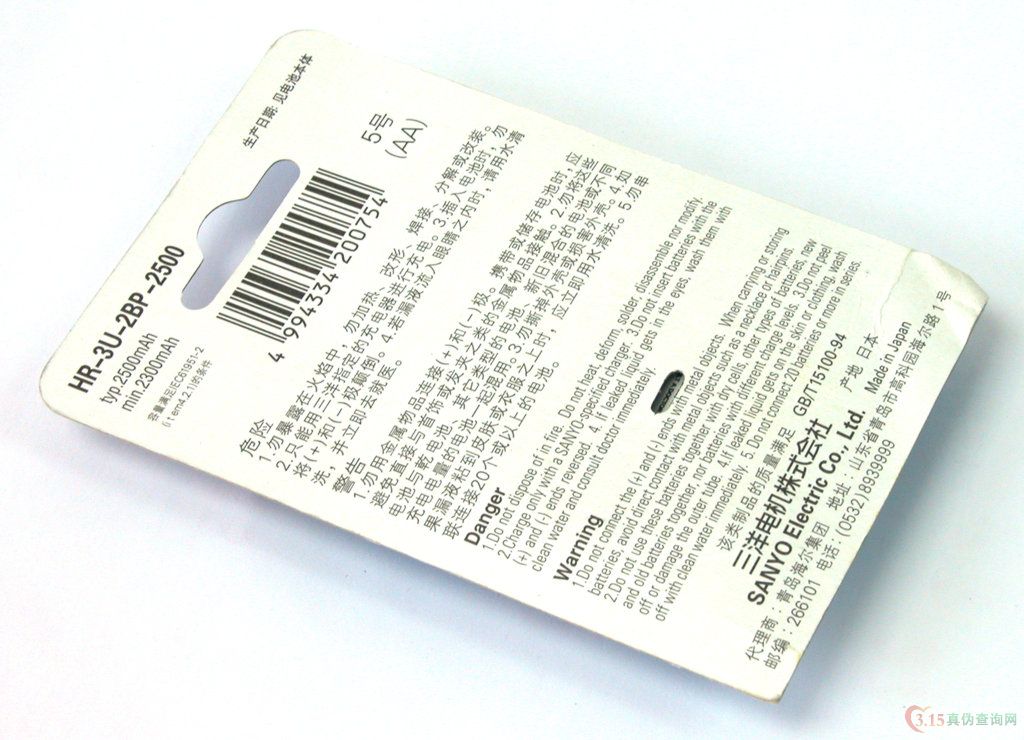 生产日期: 见电池本体
5号
(AA)
4 994334 200754
HR-3U-2BP-2500
typ.2500mAh
min.2300mAh
容量满足IEC61951-2
(Item4.2.1)的条件
危险
1.勿暴露在火焰中,勿加热、改形、焊接、分解或改装。
2.只能用三洋指定的充电器进行充电。3.插入电池时,勿
将(+)和(-)极颠倒。4.若漏液流入眼睛之内时,请用水清
洗,并立即去就医。
警告
1.勿用金属物品连接(+)和(-)极。携带或储存电池时,应
避免直接与首饰或发夹之类的金属物品接触。2.勿将这些
电池与乾电池、其它类型的电池、新旧混合的电池或不同
充电电量的电池一起混用。3.勿撕掉外壳或损害外壳。4.如
果漏液粘到皮肤或衣服之上时,应立即用水清洗。5.勿串
联连接20个或以上的电池。
Danger
1.Do not dispose of in fire, Do not heat, deform, solder, disassemble nor modify.
2.Charge only with a SANYO-specified charger. 3.Do not insert batteries with the
(+) and (-) ends reversed. 4. If leaked liquid gets in the eyes, wash them with
clean water and consult doctor immediately.
Warning
1.Do not connect the (+) and (-) ends with metal objects. When carrying or storing
batteries, avoid direct contact with metal objects such as a necklace or hairpins.
2.Do not use these batteries together with dry cells, other types of batteries, new
and old batteries together, nor batteries with different charge levels. 3.Do not peel
off or damage the outer tube. 4.If leaked liquid gets on the skin or clothing, wash
off with clean water immediately. 5. Do not connect 20 batteries or more in series.
该类制品的质量满足 GB/T15100-94
三洋电机株式会社 产地 日本
SANYO Electric Co., Ltd. Made in Japan
代理商:青岛海尔集团 地址:山东省青岛市高科园海尔路1号
邮编:266101 电话:(0532)8939999
3.15真伪查询网